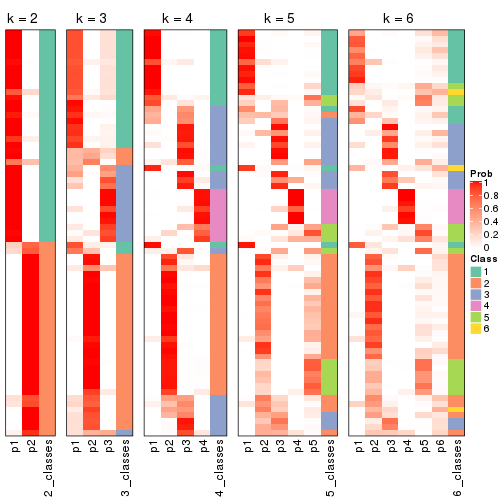 k = 2
k = 3
k = 4
k = 5
k = 6
Prob
1
0.8
0.6
0.4
0.2
0
Class
1
2
3
4
5
6
p1
p2
2_classes
p1
p2
p3
3_classes
p1
p2
p3
p4
4_classes
p1
p2
p3
p4
p5
5_classes
p1
p2
p3
p4
p5
p6
6_classes